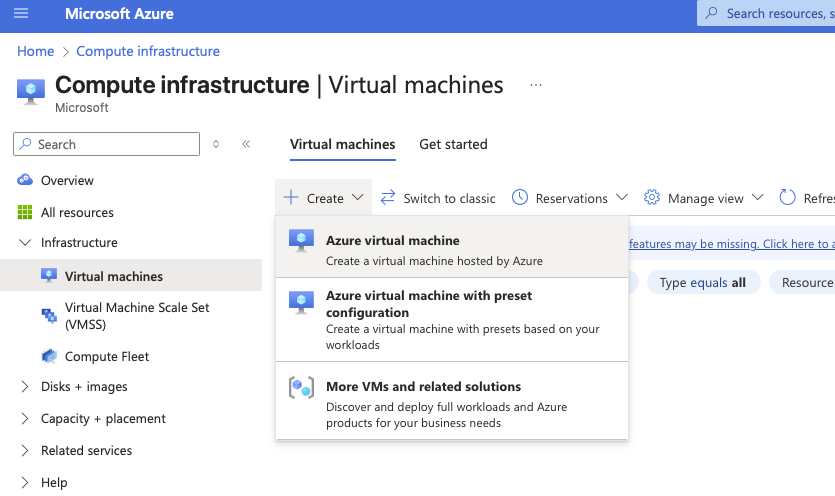 Microsoft Azure
Search resources, s
Home > Compute infrastructure
Compute infrastructure | Virtual machines ...
Microsoft
Search
Overview
All resources
Infrastructure
Virtual machines
Virtual Machine Scale Set
(VMSS)
Compute Fleet
Disks + images
Capacity + placement
Related services
Help
Virtual machines
Get started
Create
Switch to classic
Reservations
Manage view
Refre
features may be missing. Click here to a
Type equals all
Resource
Azure virtual machine
Create a virtual machine hosted by Azure
Azure virtual machine with preset
configuration
Create a virtual machine with presets based on your
workloads
More VMs and related solutions
Discover and deploy full workloads and Azure
products for your business needs